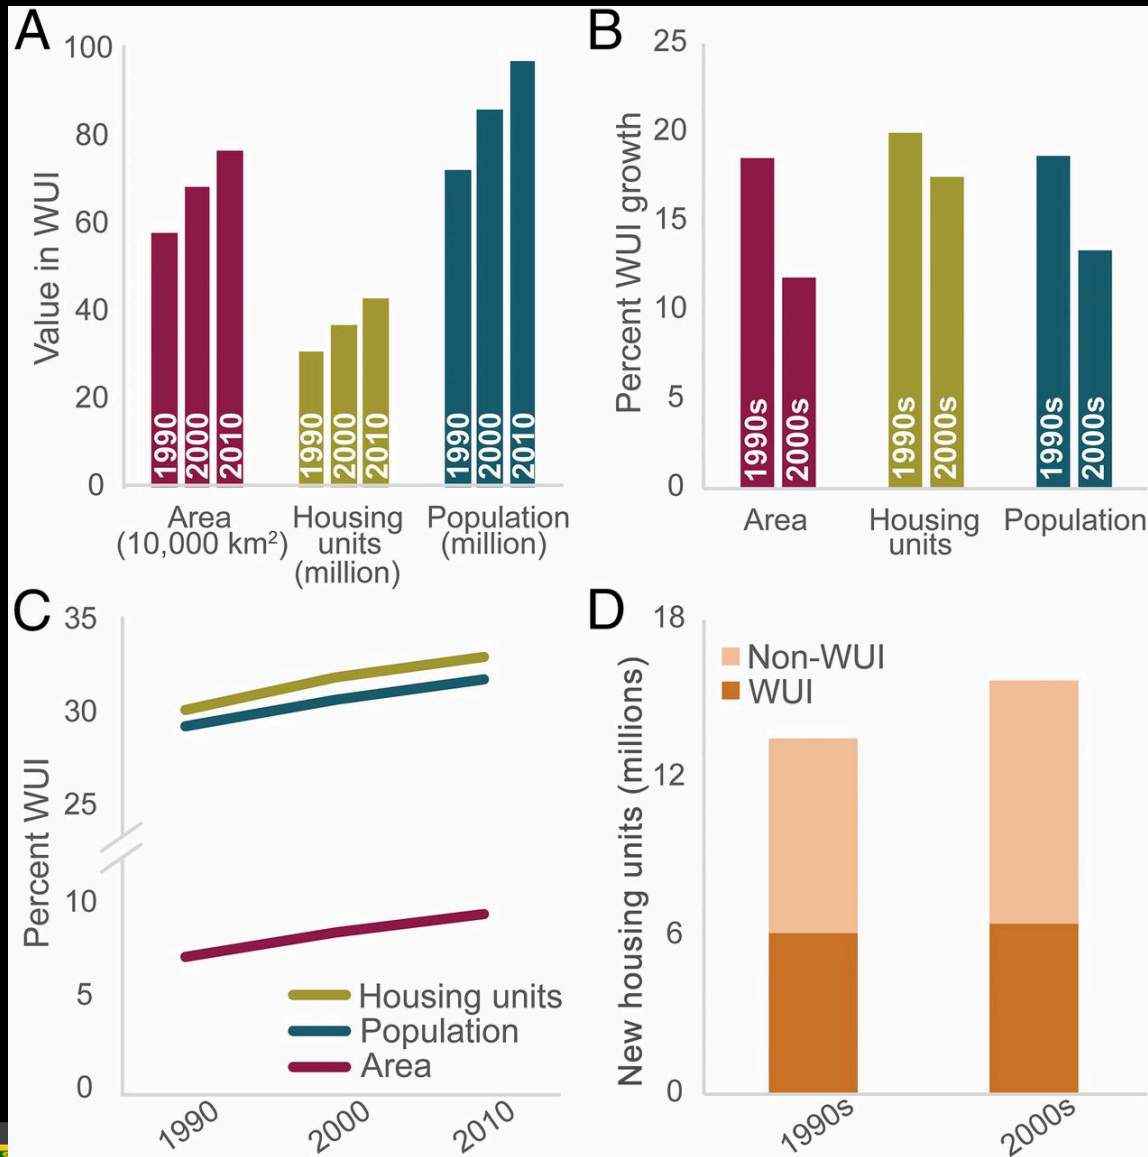 A
100
80
60
40
20
0
Value in WUI
1990
2000
2010
1990
2000
2010
1990
2000
2010
Area
(10,000 km²)
Housing
units
(million)
Population
(million)
B
25
20
15
10
5
0
Percent WUI growth
1990s
2000s
1990s
2000s
1990s
2000s
Area
Housing
units
Population
C
35
30
25
10
5
0
Percent WUI
Housing units
Population
Area
1990
2000
2010
D
18
12
6
0
New housing units (millions)
Non-WUI
WUI
1990s
2000s